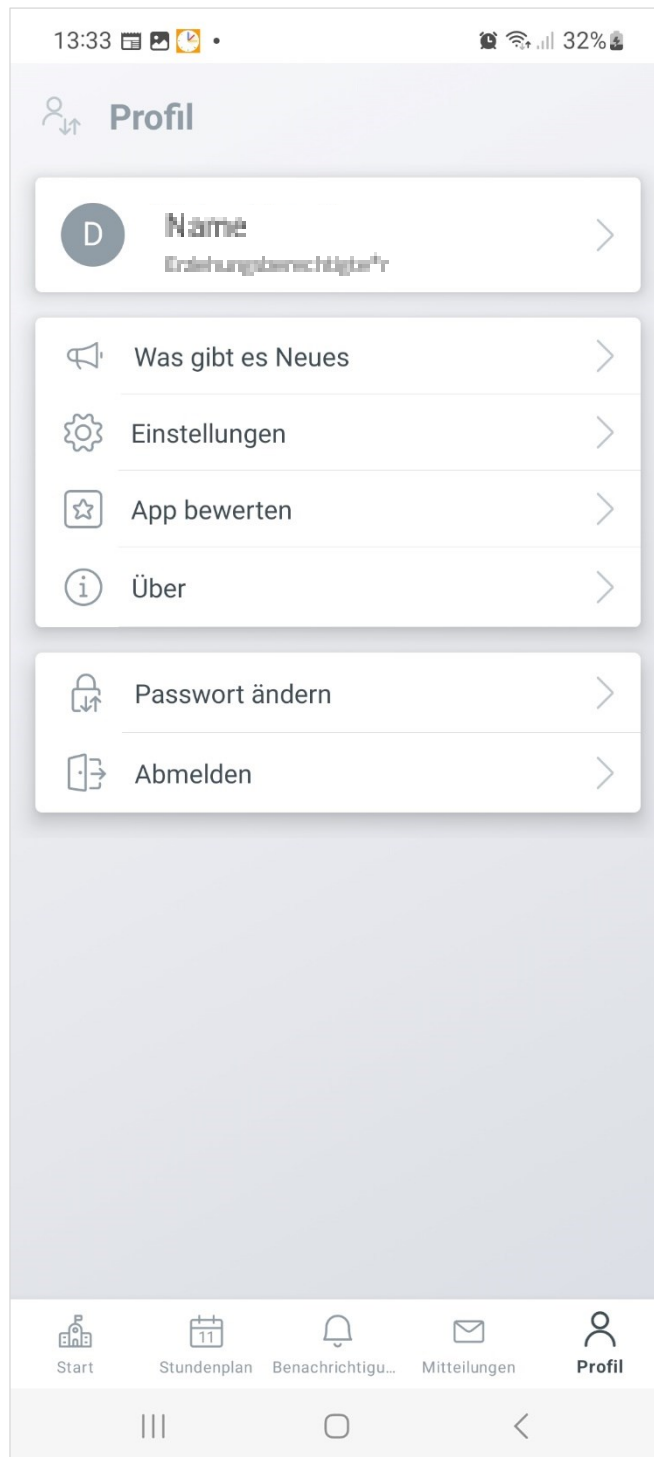 13:33
32%
Profil
D
Name
Erziehungsberechtigte*r
Was gibt es Neues
Einstellungen
App bewerten
Über
Passwort ändern
Abmelden
11
Start Stundenplan Benachrichtigu... Mitteilungen Profil